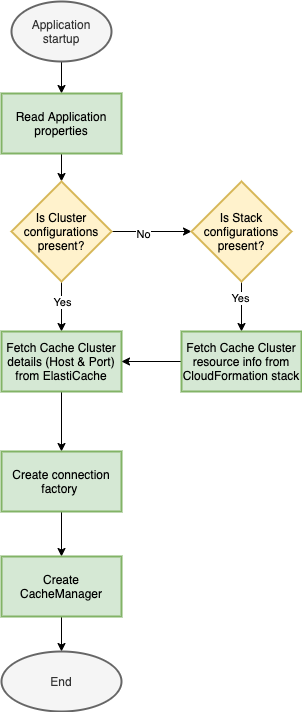 Application
startup
Read Application
properties
Is Cluster
configurations
present?
No
Is Stack
configurations
present?
Yes
Yes
Fetch Cache Cluster
details (Host & Port)
from ElastiCache
Fetch Cache Cluster
resource info from
CloudFormation stack
Create connection
factory
Create
CacheManager
End